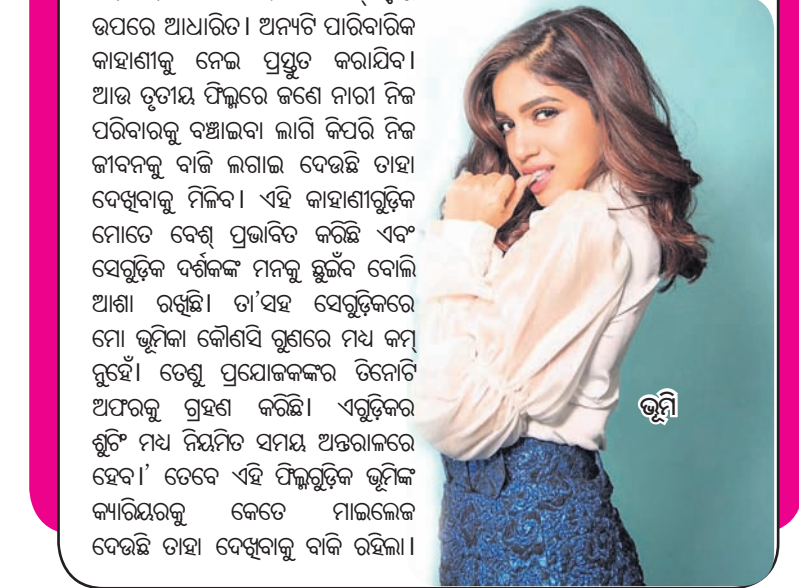 ଉପରେ ଆଧାରିତ। ଅନ୍ୟଟି ପାରିବାରିକ
କାହାଣୀକୁ ନେଇ ପ୍ରସ୍ତୁତ କରାଯିବ।
ଆଉ ତୃତୀୟ ଫିଲ୍ମରେ ଜଣେ ନାରୀ ନିଜ
ପରିବାରକୁ ବଞ୍ଚାଇବା ଲାଗି କିପରି ନିଜ
ଜୀବନକୁ ବାଜି ଲଗାଇ ଦେଉଛି ତାହା
ଦେଖିବାକୁ ମିଳିବ। ଏହି କାହାଣୀଗୁଡ଼ିକ
ମୋତେ ବେଶ୍ ପ୍ରଭାବିତ କରିଛି ଏବଂ
ସେଗୁଡ଼ିକ ଦର୍ଶକଙ୍କ ମନକୁ ଛୁଇଁବ ବୋଲି
ଆଶା ରଖିଛି। ତା'ସହ ସେଗୁଡ଼ିକରେ
ମୋ ଭୂମିକା କୌଣସି ଗୁଣରେ ମଧ୍ୟ କମ୍
ନୁହେଁ। ତେଣୁ ପ୍ରଯୋଜକଙ୍କର ତିନୋଟି
ଅଫରକୁ ଗ୍ରହଣ କରିଛି। ଏଗୁଡ଼ିକର
ଶୁଟିଂ ମଧ୍ୟ ନିୟମିତ ସମୟ ଅନ୍ତରାଳରେ
ହେବ।' ତେବେ ଏହି ଫିଲ୍ମଗୁଡ଼ିକ ଭୂମିଙ୍କ
କ୍ୟାରିୟରକୁ କେତେ ମାଇଲେଜ
ଦେଉଛି ତାହା ଦେଖିବାକୁ ବାକି ରହିଲା।
ଭୂମି